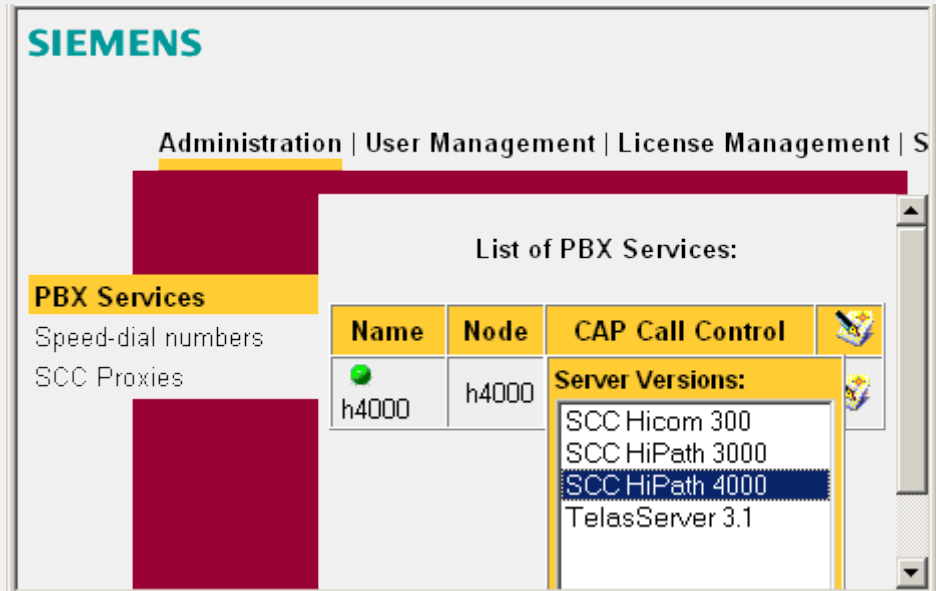 SIEMENS
Administration | User Management | License Management | S
List of PBX Services:
PBX Services
Speed-dial numbers
SCC Proxies
Name Node CAP Call Control
h4000 h4000
Server Versions:
SCC Hicom 300
SCC HiPath 3000
SCC HiPath 4000
TelasServer 3.1